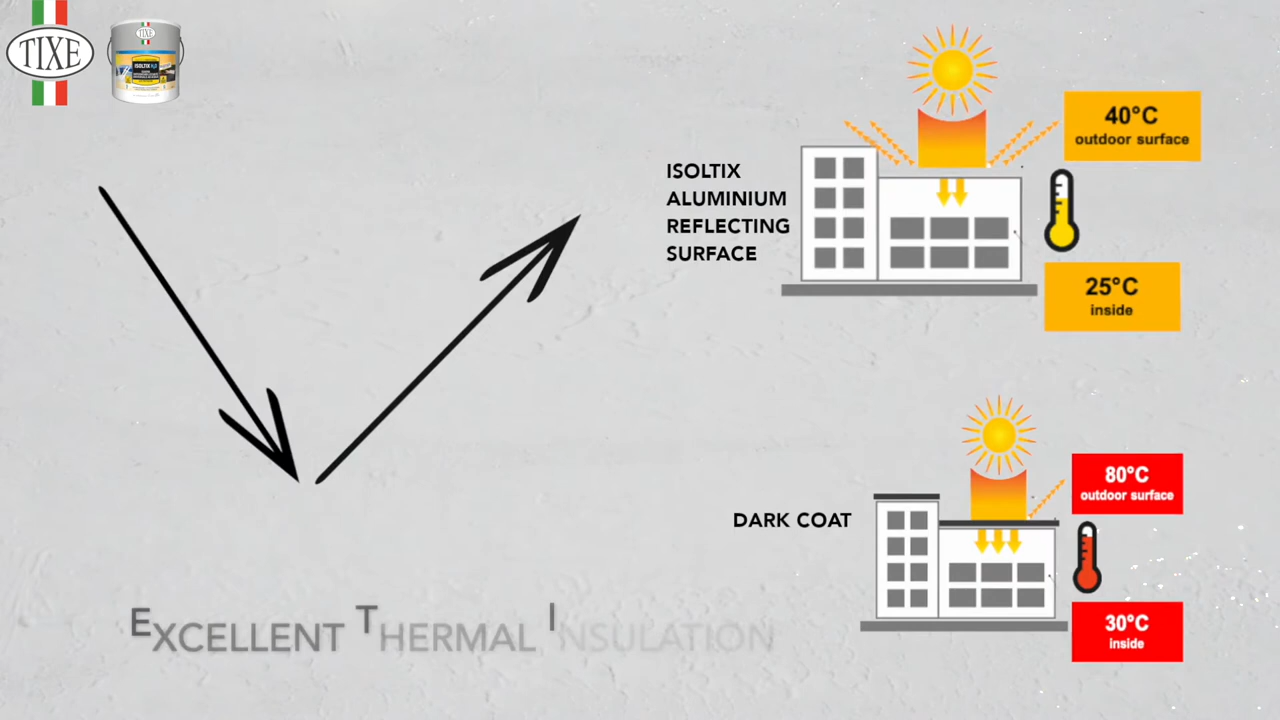 TIXE
TIXE
ISOLTIX
40°C
outdoor surface
ISOLTIX
ALUMINIUM
REFLECTING
SURFACE
25°C
inside
80°C
outdoor surface
DARK COAT
30°C
inside
EXCELLENT THERMAL INSULATION